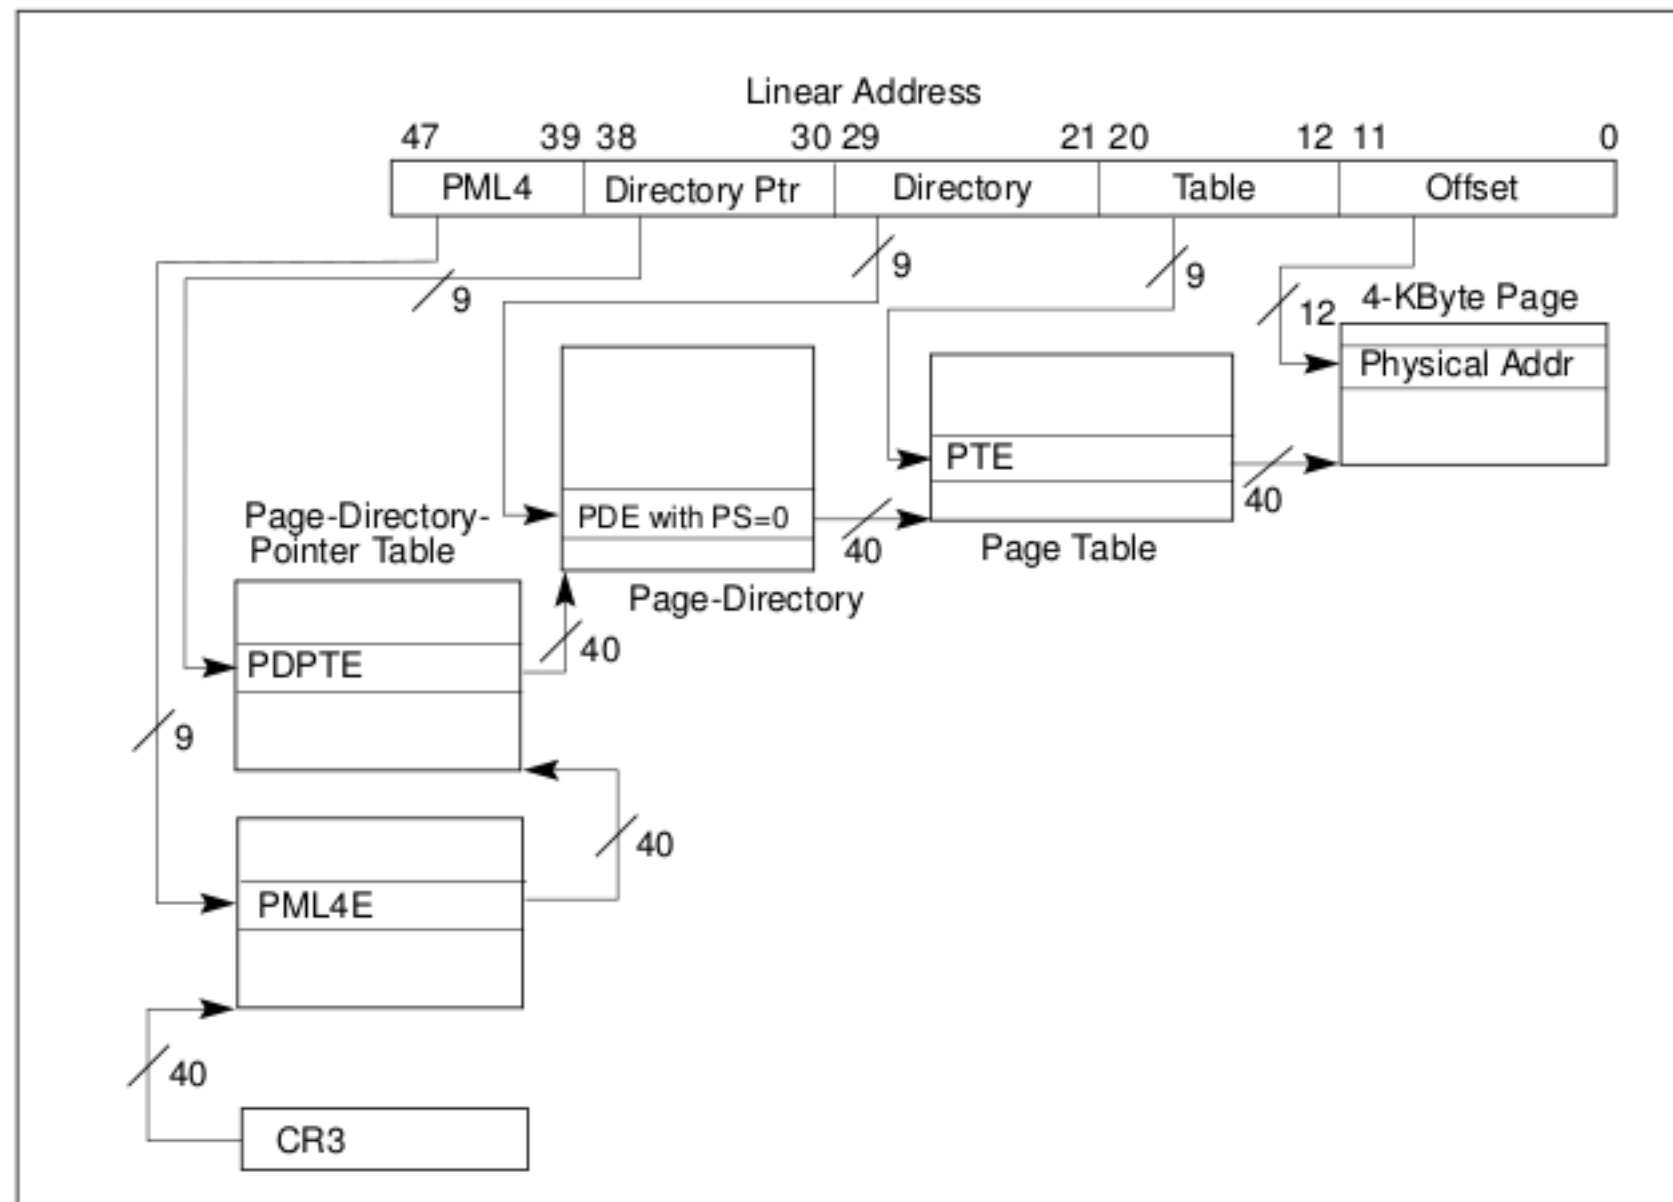 Linear Address
47 39 38 30 29 21 20 12 11 0
PML4 Directory Ptr Directory Table Offset
9
9
9
12
4-KByte Page
Physical Addr
PTE
40
Page Table
PDE with PS=0
40
Page-Directory
Page-Directory-
Pointer Table
PDPTE
40
9
40
PML4E
40
CR3